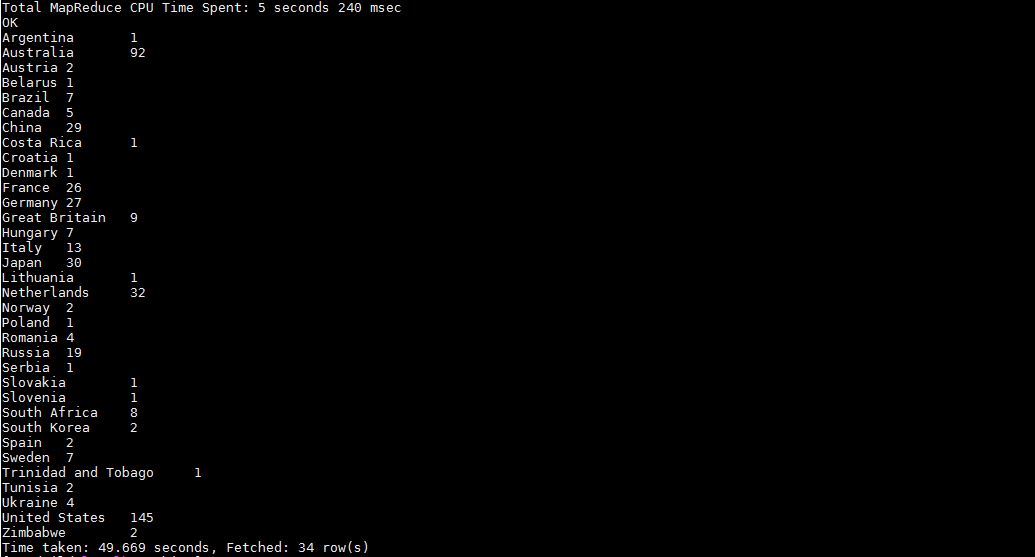 Total MapReduce CPU Time Spent: 5 seconds 240 msec
OK
Argentina 1
Australia 92
Austria 2
Belarus 1
Brazil 7
Canada 5
China 29
Costa Rica 1
Croatia 1
Denmark 1
France 26
Germany 27
Great Britain 9
Hungary 7
Italy 13
Japan 30
Lithuania 1
Netherlands 32
Norway 2
Poland 1
Romania 4
Russia 19
Serbia 1
Slovakia 1
Slovenia 1
South Africa 8
South Korea 2
Spain 2
Sweden 7
Trinidad and Tobago 1
Tunisia 2
Ukraine 4
United States 145
Zimbabwe 2
Time taken: 49.669 seconds, Fetched: 34 row(s)